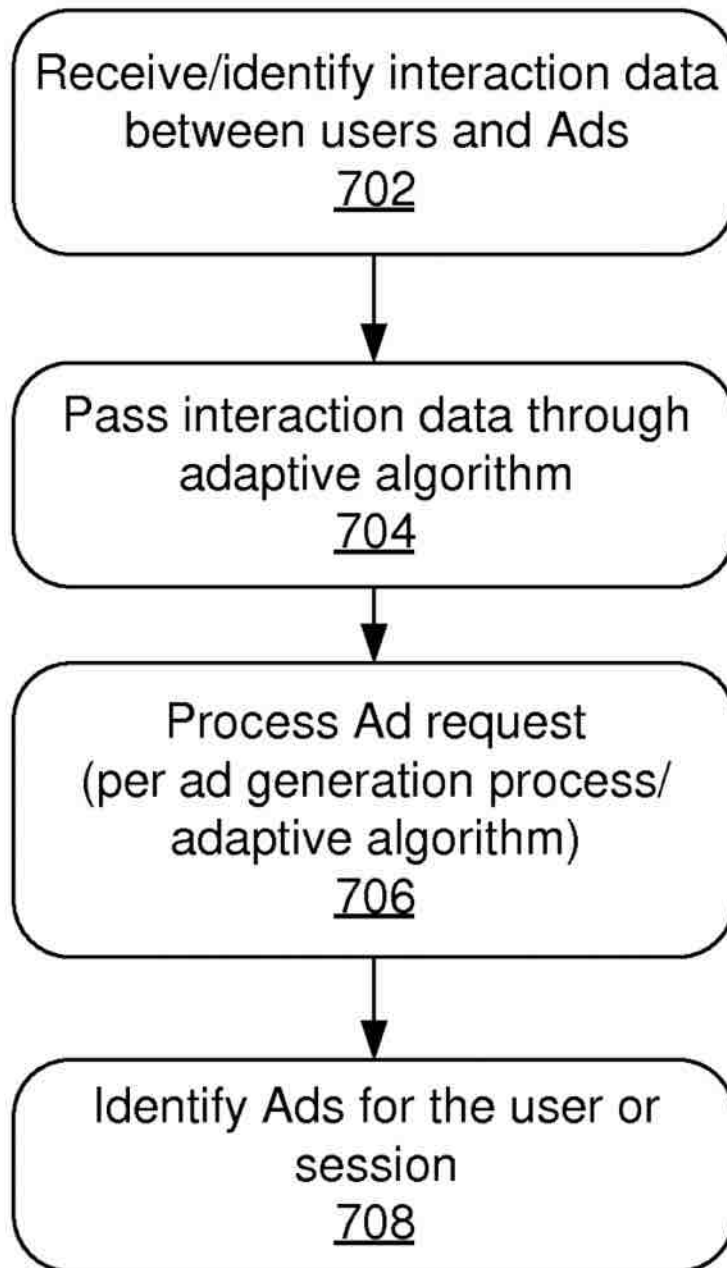 Receive/identify interaction data
between users and Ads
702
Pass interaction data through
adaptive algorithm
704
Process Ad request
(per ad generation process/
adaptive algorithm)
706
Identify Ads for the user or
session
708